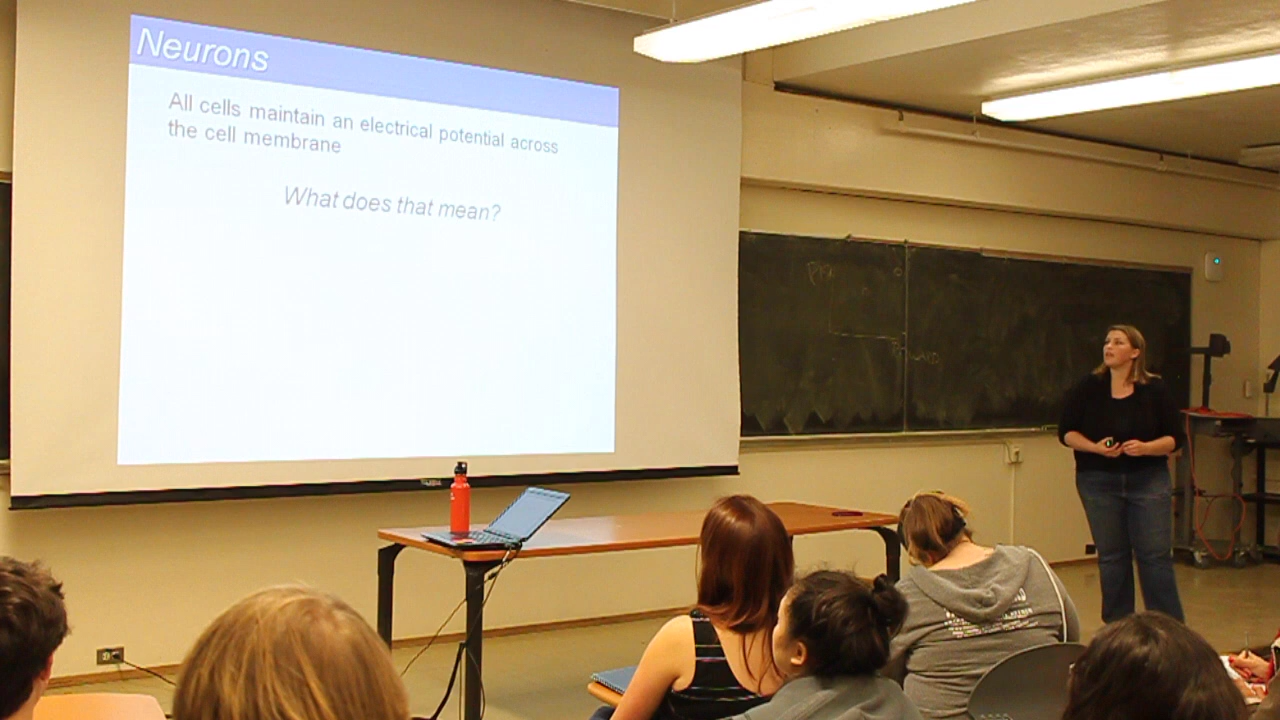 Neurons
All cells maintain an electrical potential across
the cell membrane
What does that mean?